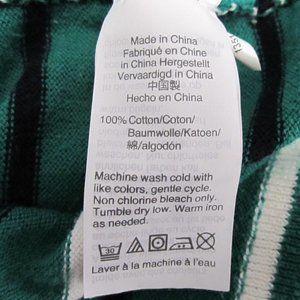 Made in China
Fabriqué en Chine
in China Hergestellt
Vervaardigd in China
中国製
Hecho en China
100% Cotton/Coton/
Baumwolle/Katoen/
綿/Algodón
Machine wash cold with
like colors, gentle cycle.
Non chlorine bleach only.
Tumble dry low. Warm iron
as needed.
30
Laver à la machine à l'eau